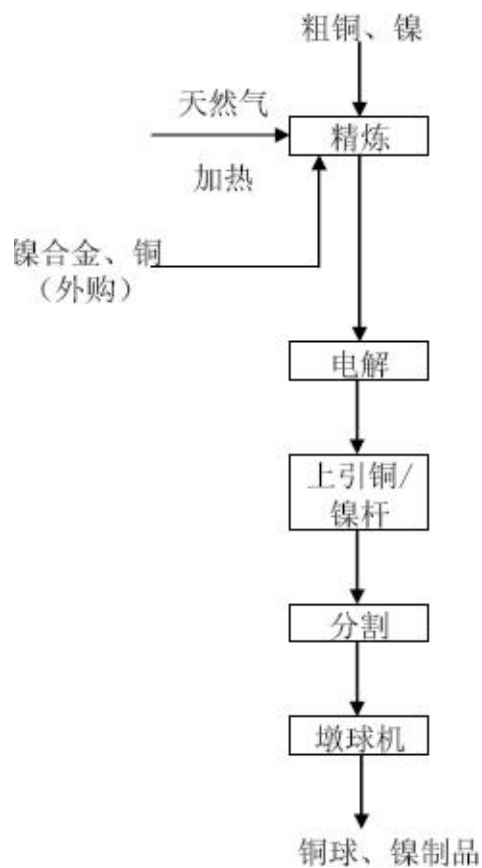 粗铜、镍
天然气
精炼
加热
镍合金、铜
（外购）
电解
上引铜/
镍杆
分割
墩球机
铜球、镍制品